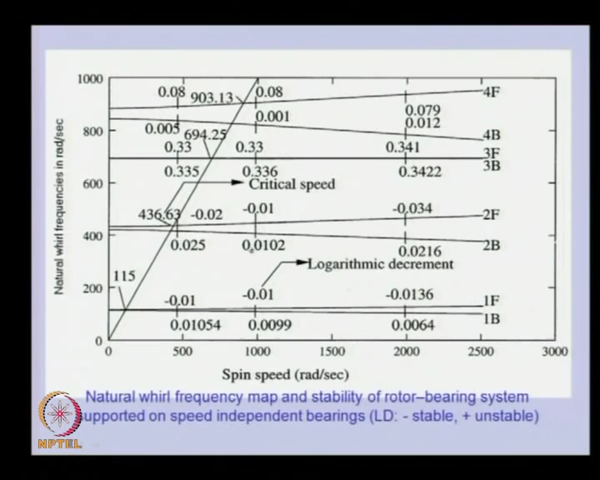 Natural whirl frequencies in rad/sec
1000
800
600
400
200
0
0.08 903.13 0.08 4F
0.079
0.005 0.001 0.012
694.25 4B
0.33 0.33 0.341 3F
3B
0.335 0.336 0.3422
Critical speed
436.63 -0.02 -0.01 -0.034 2F
0.025 0.0102 0.0216 2B
Logarithmic decrement
115
-0.01 -0.01 -0.0136 1F
0.01054 0.0099 0.0064 1B
0 500 1000 1500 2000 2500 3000
Spin speed (rad/sec)
Natural whirl frequency map and stability of rotor–bearing system
supported on speed independent bearings (LD: - stable, + unstable)
NPTEL